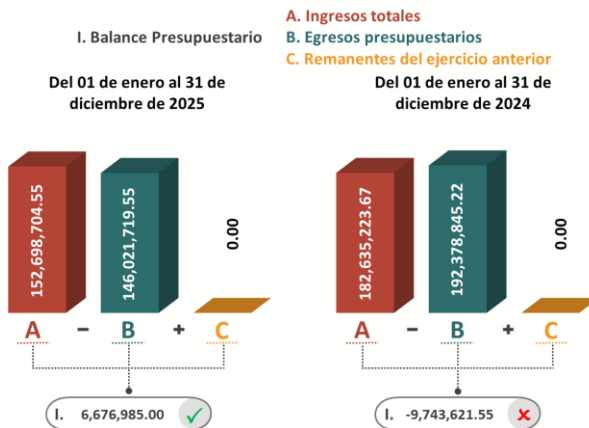 A. Ingresos totales
I. Balance Presupuestario
B. Egresos presupuestarios
C. Remanentes del ejercicio anterior
Del 01 de enero al 31 de
diciembre de 2025
152,698,704.55
146,021,719.55
0.00
A - B + C
I. 6,676,985.00 ✓
Del 01 de enero al 31 de
diciembre de 2024
182,635,223.67
192,378,845.22
0.00
A - B + C
I. -9,743,621.55 ✗